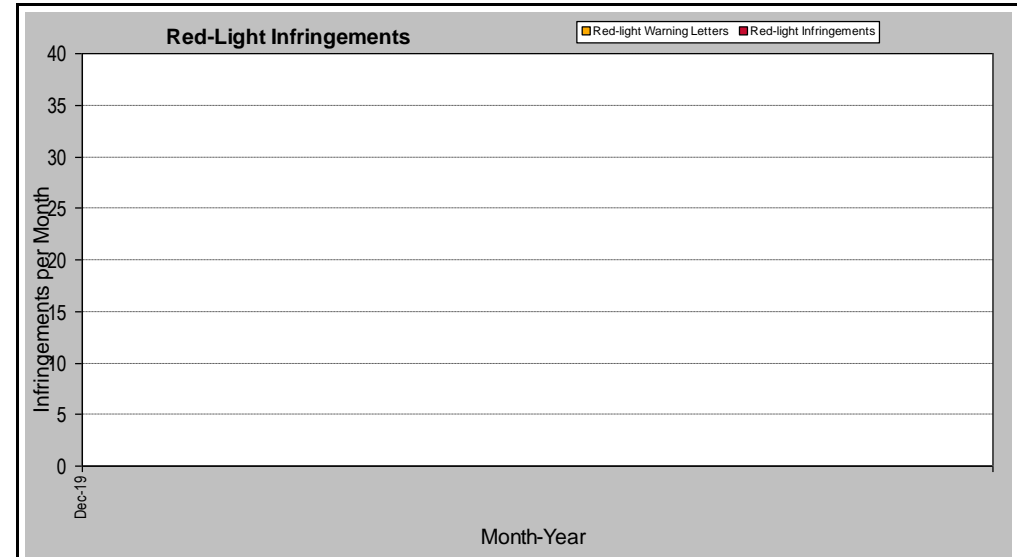 Red-Light Infringements
Red-light Warning Letters Red-light Infringements
40
35
30
25
20
15
10
5
0
Infringements per Month
Dec-19
Month-Year